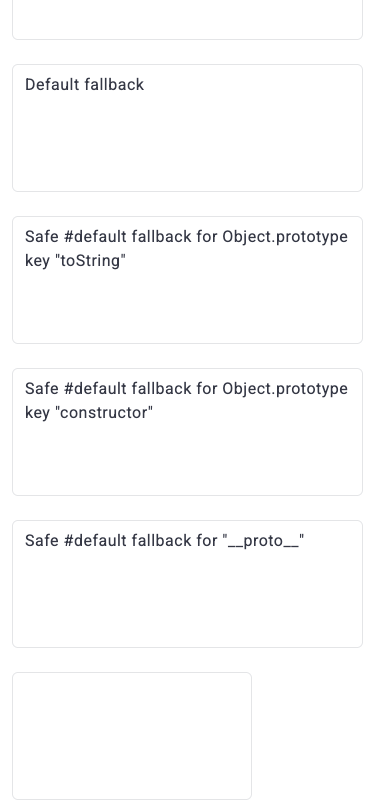 Default fallback
Safe #default fallback for Object.prototype
key "toString"
Safe #default fallback for Object.prototype
key "constructor"
Safe #default fallback for "__proto__"